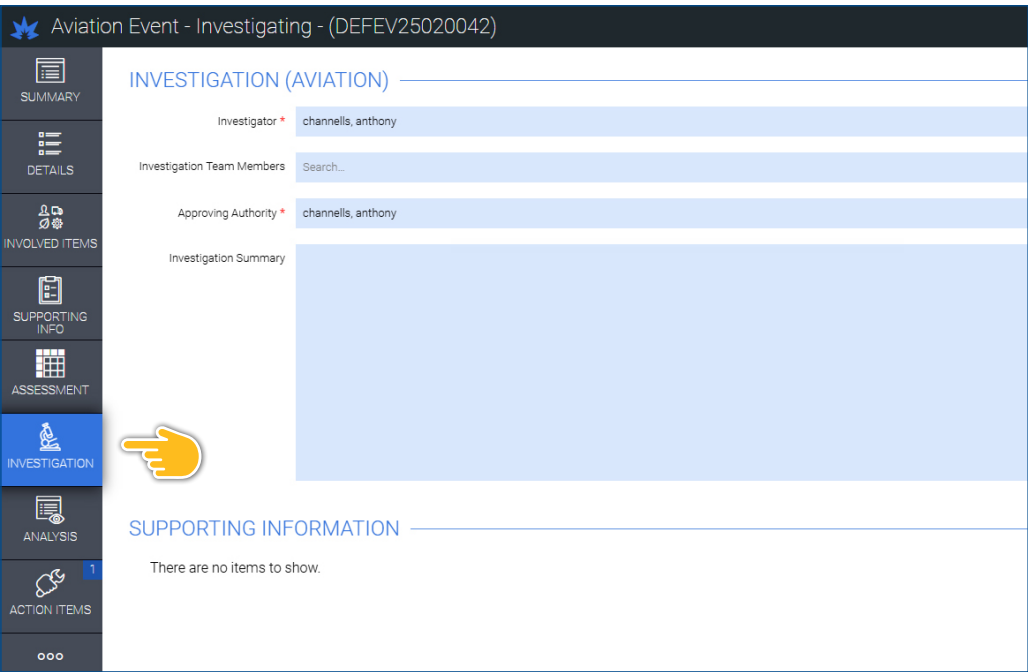 Aviation Event - Investigating - (DEFEV25020042)
SUMMARY
DETAILS
INVOLVED ITEMS
SUPPORTING
INFO
ASSESSMENT
INVESTIGATION
ANALYSIS
1
ACTION ITEMS
INVESTIGATION (AVIATION)
Investigator * channells, anthony
Investigation Team Members Search...
Approving Authority * channells, anthony
Investigation Summary
SUPPORTING INFORMATION
There are no items to show.